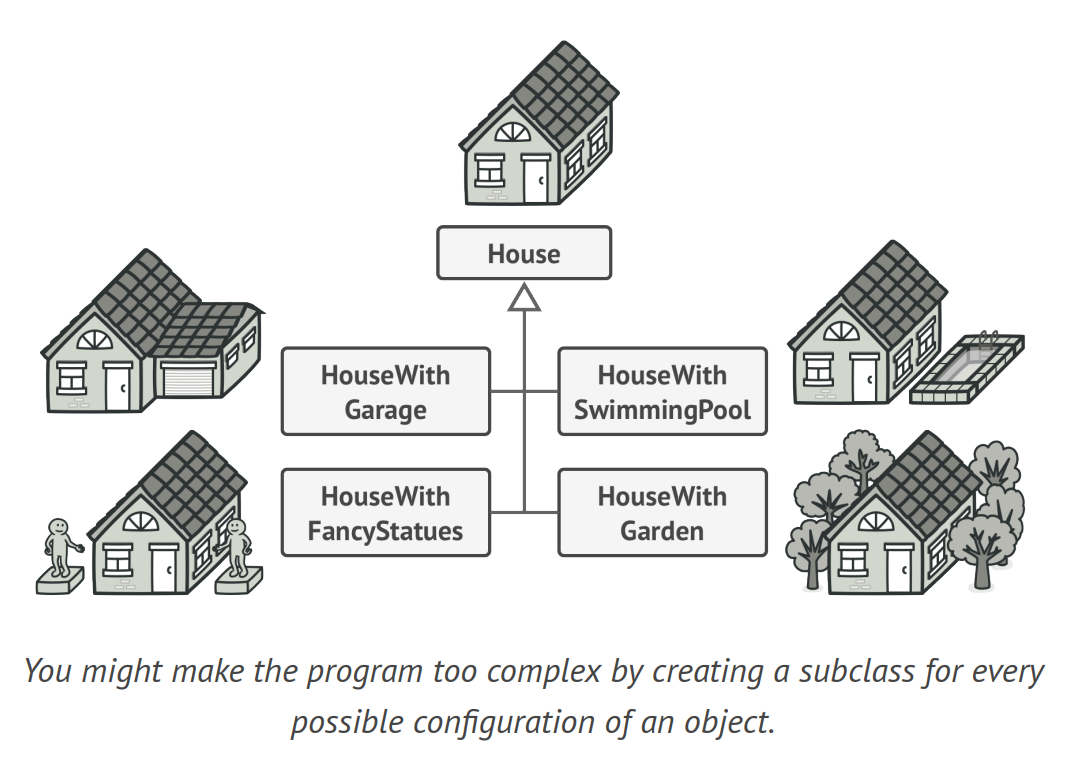 House
HouseWith
Garage
HouseWith
SwimmingPool
HouseWith
FancyStatues
HouseWith
Garden
You might make the program too complex by creating a subclass for every
possible configuration of an object.